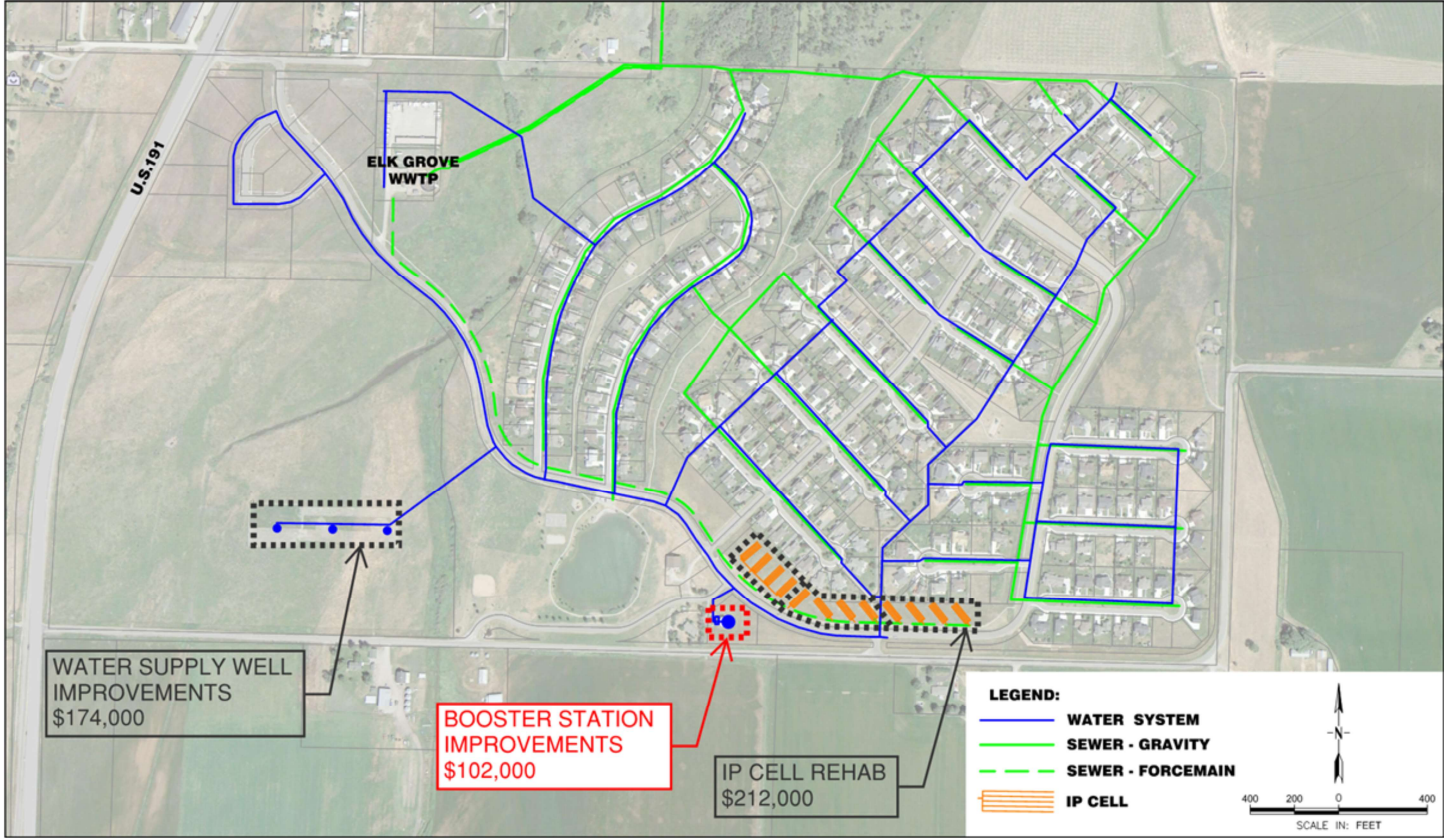 U.S.191
ELK GROVE
WWTP
WATER SUPPLY WELL
IMPROVEMENTS
$174,000
BOOSTER STATION
IMPROVEMENTS
$102,000
IP CELL REHAB
$212,000
LEGEND:
WATER SYSTEM
SEWER - GRAVITY
SEWER - FORCEMAIN
IP CELL
N
400 200 0 400
SCALE IN: FEET